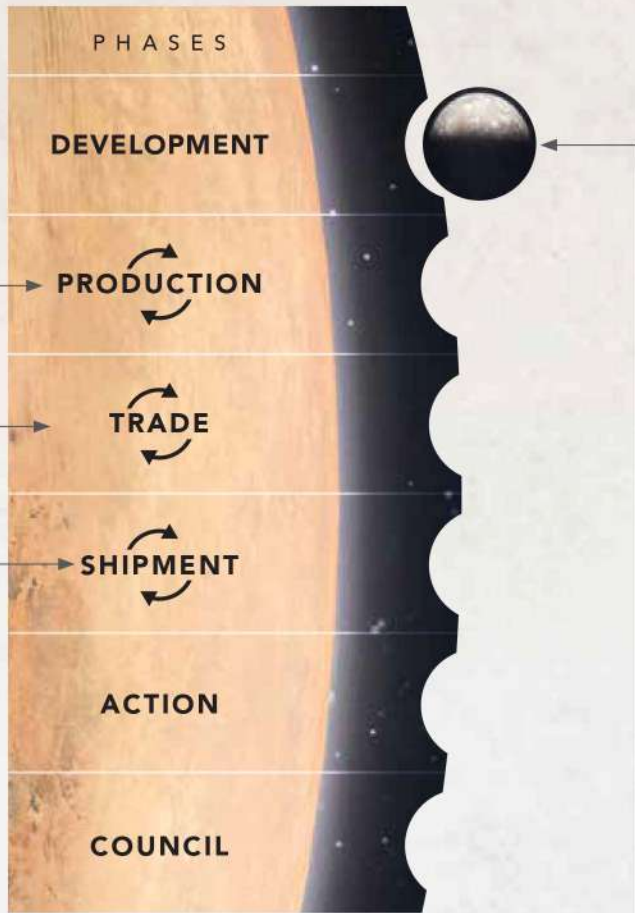 PHASES
DEVELOPMENT
PRODUCTION
TRADE
SHIPMENT
ACTION
COUNCIL